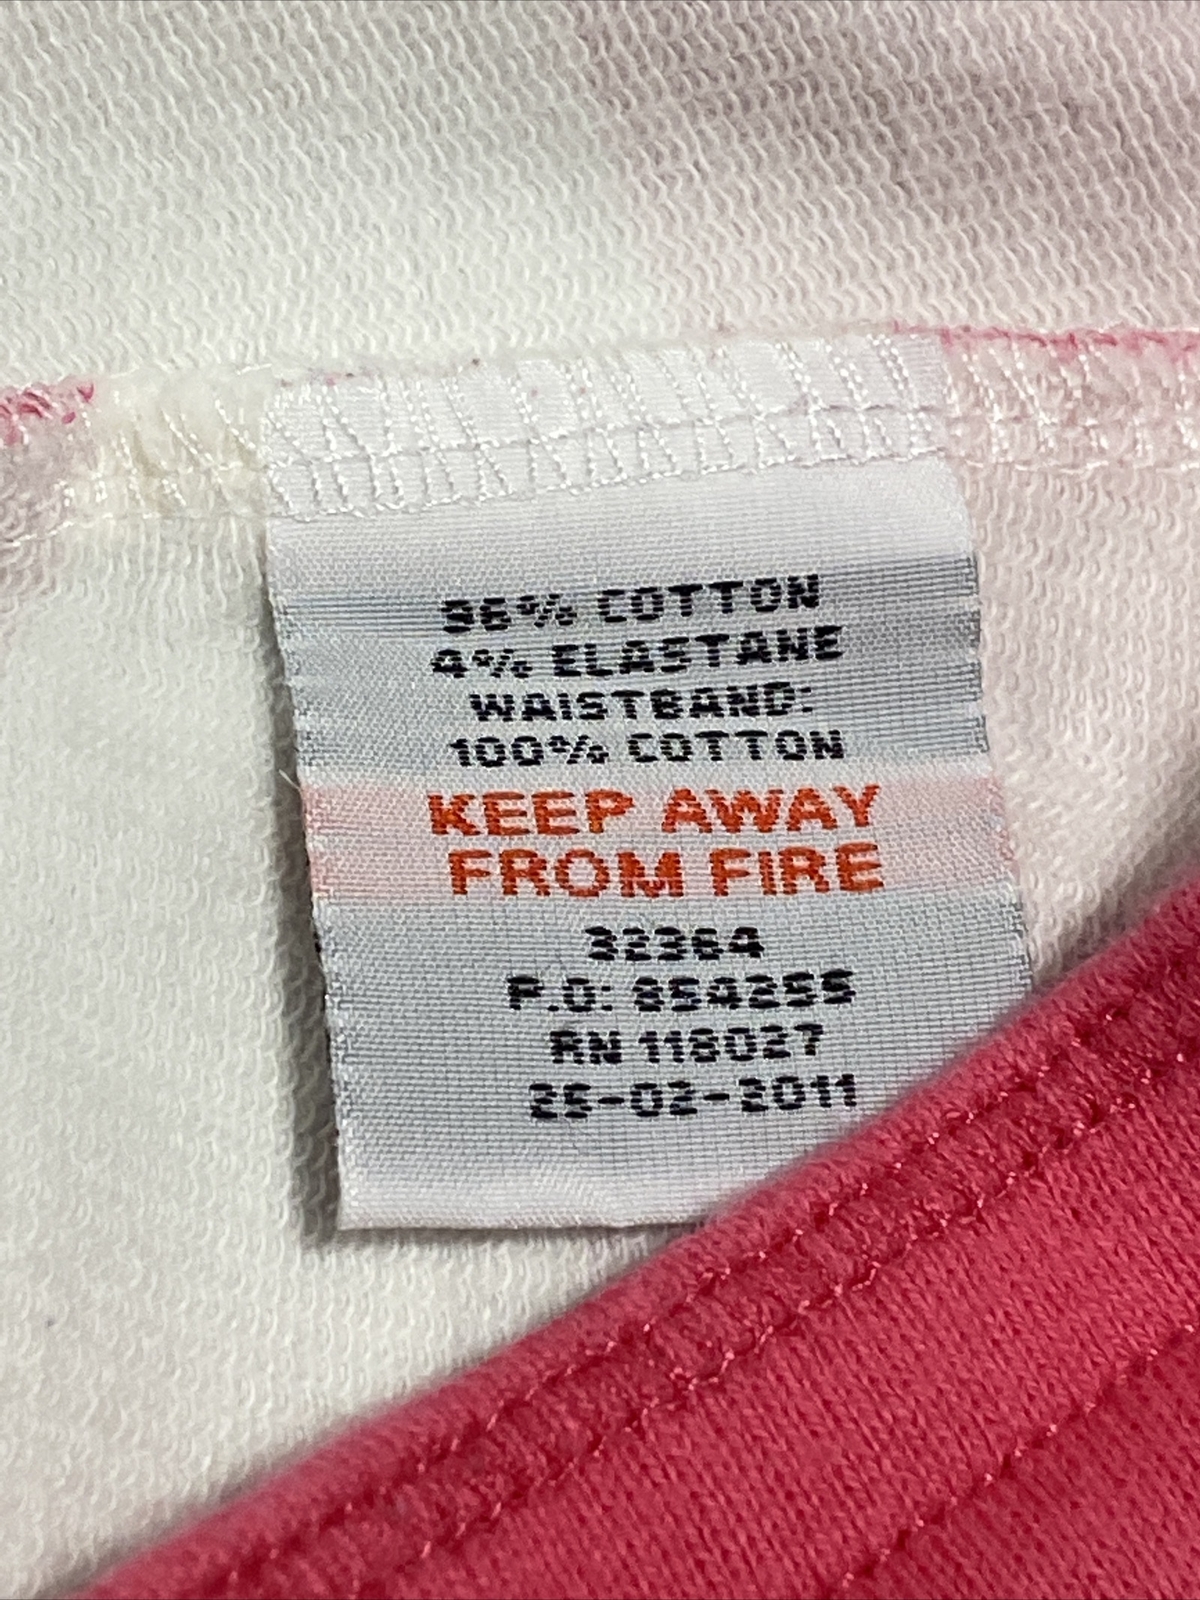 96% COTTON
4% ELASTANE
WAISTBAND:
100% COTTON
KEEP AWAY
FROM FIRE
32364
P.O: 854255
RN 118027
25-02-2011